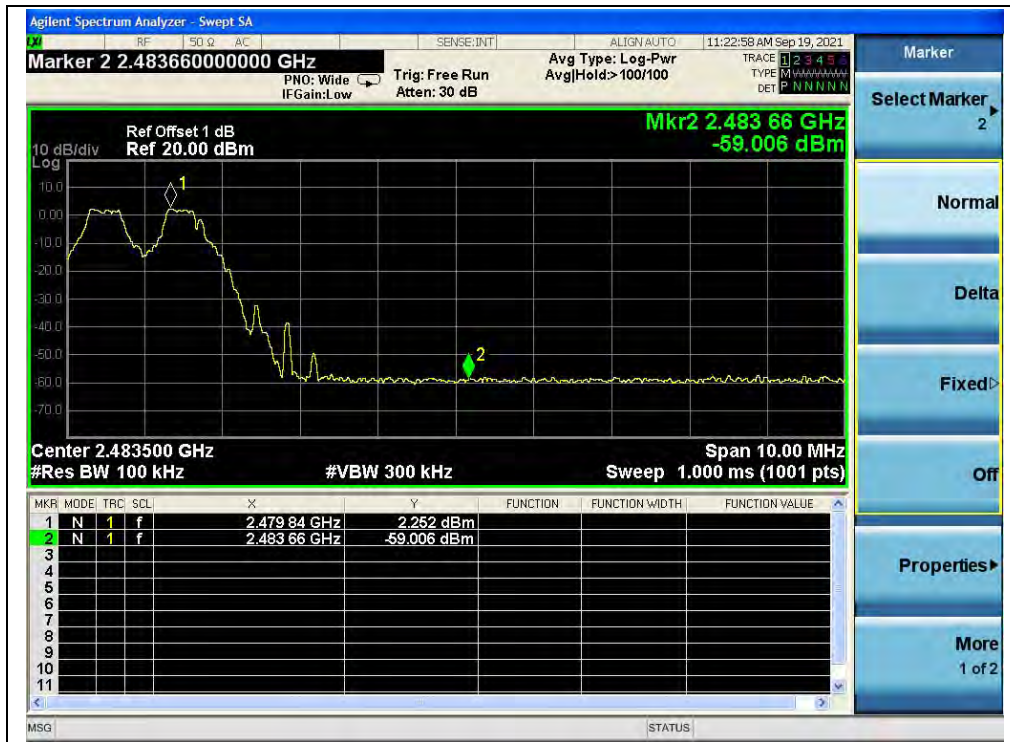 Agilent Spectrum Analyzer - Swept SA
LXI RF 50 Ω AC SENSE:INT ALIGN AUTO 11:22:58 AM Sep 19, 2021
Marker 2 2.483660000000 GHz
PNO: Wide
IFGain:Low
Trig: Free Run
Atten: 30 dB
Avg Type: Log-Pwr
Avg|Hold:>100/100
TRACE 1 2 3 4 5 6
TYPE M
DET P N N N N N
Ref Offset 1 dB
10 dB/div Ref 20.00 dBm
Log
Mkr2 2.483 66 GHz
-59.006 dBm
10.0
0.00
-10.0
-20.0
-30.0
-40.0
-50.0
-60.0
-70.0
1
2
Center 2.483500 GHz Span 10.00 MHz
#Res BW 100 kHz #VBW 300 kHz Sweep 1.000 ms (1001 pts)
MKR MODE TRC SCL X Y FUNCTION FUNCTION WIDTH FUNCTION VALUE
1 N 1 f 2.479 84 GHz 2.252 dBm
2 N 1 f 2.483 66 GHz -59.006 dBm
3
4
5
6
7
8
9
10
11
MSG STATUS
Marker
Select Marker
2
Normal
Delta
Fixed
Off
Properties
More
1 of 2